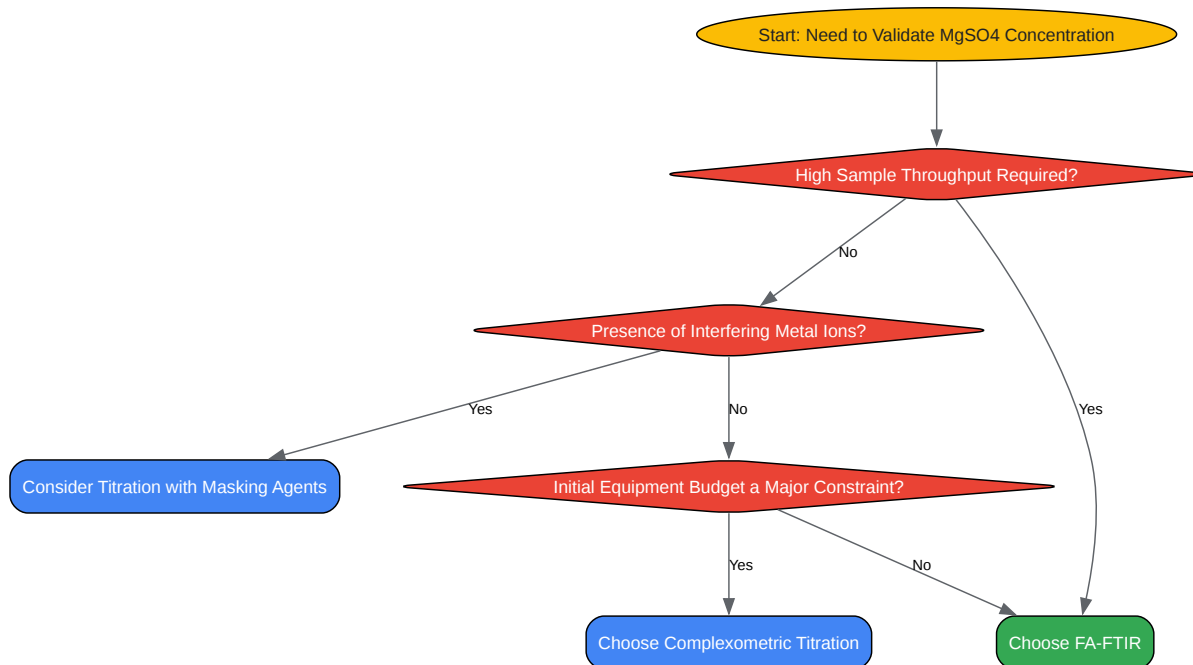 Start: Need to Validate MgSO4 Concentration
High Sample Throughput Required?
No
Presence of Interfering Metal Ions?
Yes
No
Yes
Consider Titration with Masking Agents
Initial Equipment Budget a Major Constraint?
Yes
No
Choose Complexometric Titration
Choose FA-FTIR